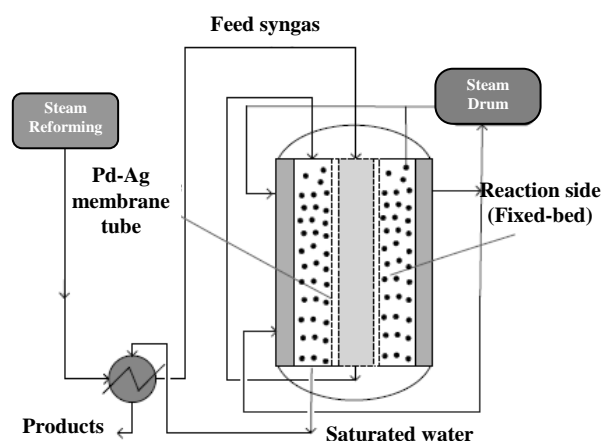 Feed syngas
Steam
Reforming
Steam
Drum
Pd-Ag
membrane
tube
Reaction side
(Fixed-bed)
Products
Saturated water